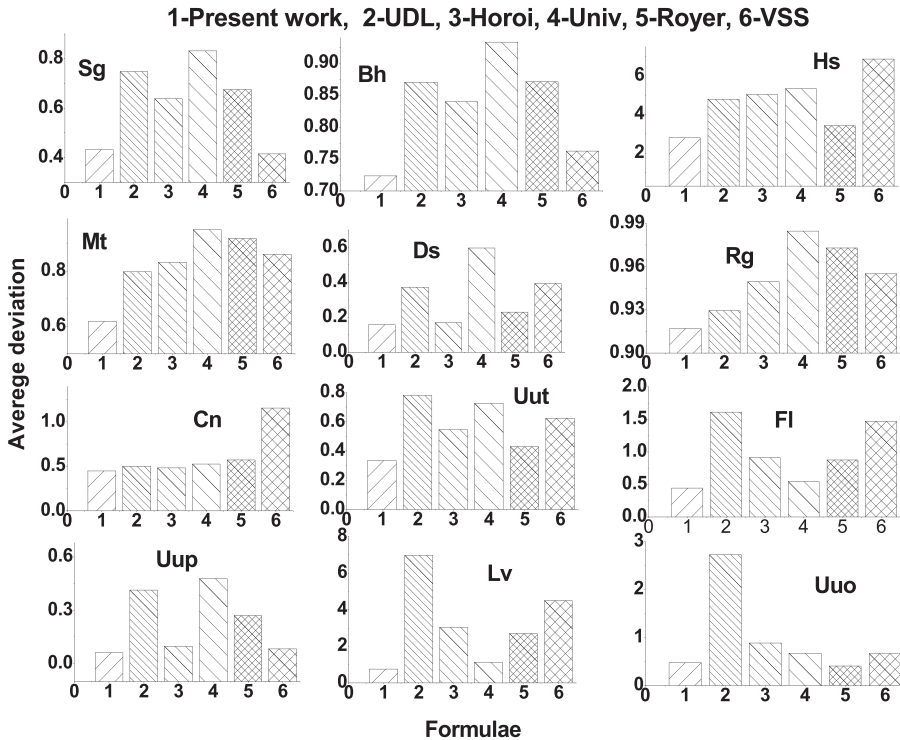 1-Present work, 2-UDL, 3-Horoi, 4-Univ, 5-Royer, 6-VSS
Averege deviation
Sg
0.8
0.6
0.4
0 1 2 3 4 5 6
Bh
0.90
0.85
0.80
0.75
0.70
0 1 2 3 4 5 6
Hs
6
4
2
0 1 2 3 4 5 6
Mt
0.8
0.6
0 1 2 3 4 5 6
Ds
0.6
0.4
0.2
0.0
0 1 2 3 4 5 6
Rg
0.99
0.96
0.93
0.90
0 1 2 3 4 5 6
Cn
1.0
0.5
0.0
0 1 2 3 4 5 6
Uut
0.8
0.6
0.4
0.2
0.0
0 1 2 3 4 5 6
Fl
2.0
1.5
1.0
0.5
0.0
0 1 2 3 4 5 6
Uup
0.6
0.3
0.0
0 1 2 3 4 5 6
Lv
8
6
4
2
0
0 1 2 3 4 5 6
Uuo
3
2
1
0
0 1 2 3 4 5 6
Formulae